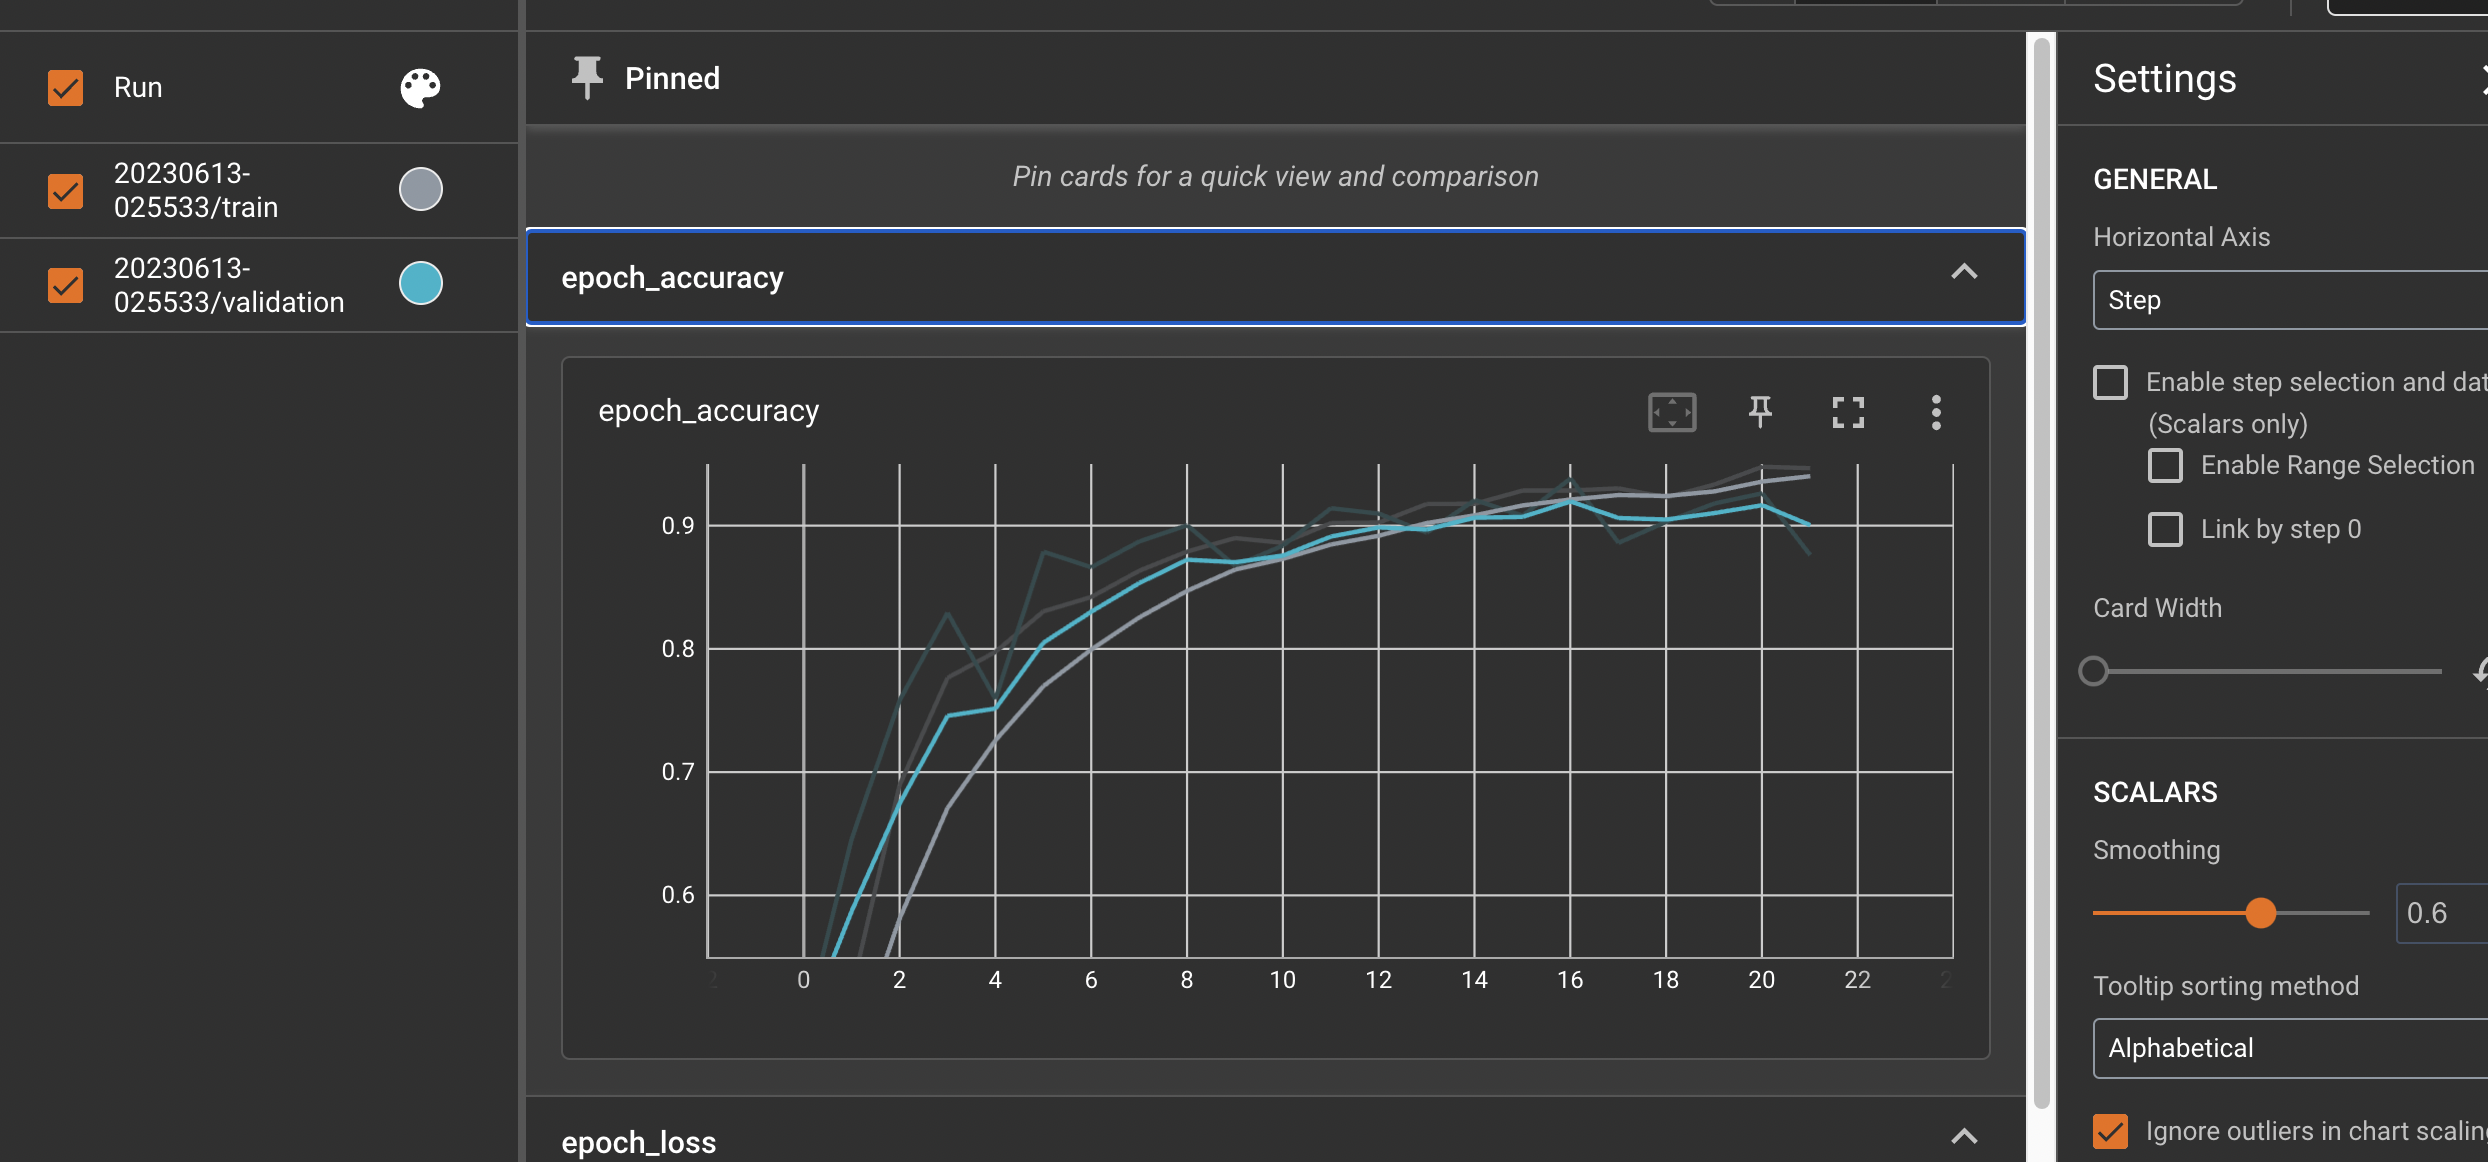 Run
20230613-
025533/train
20230613-
025533/validation
Pinned
Pin cards for a quick view and comparison
epoch_accuracy
epoch_accuracy
0.9
0.8
0.7
0.6
0 2 4 6 8 10 12 14 16 18 20 22
epoch_loss
Settings
GENERAL
Horizontal Axis
Step
Enable step selection and dat
(Scalars only)
Enable Range Selection
Link by step 0
Card Width
SCALARS
Smoothing
0.6
Tooltip sorting method
Alphabetical
Ignore outliers in chart scaling